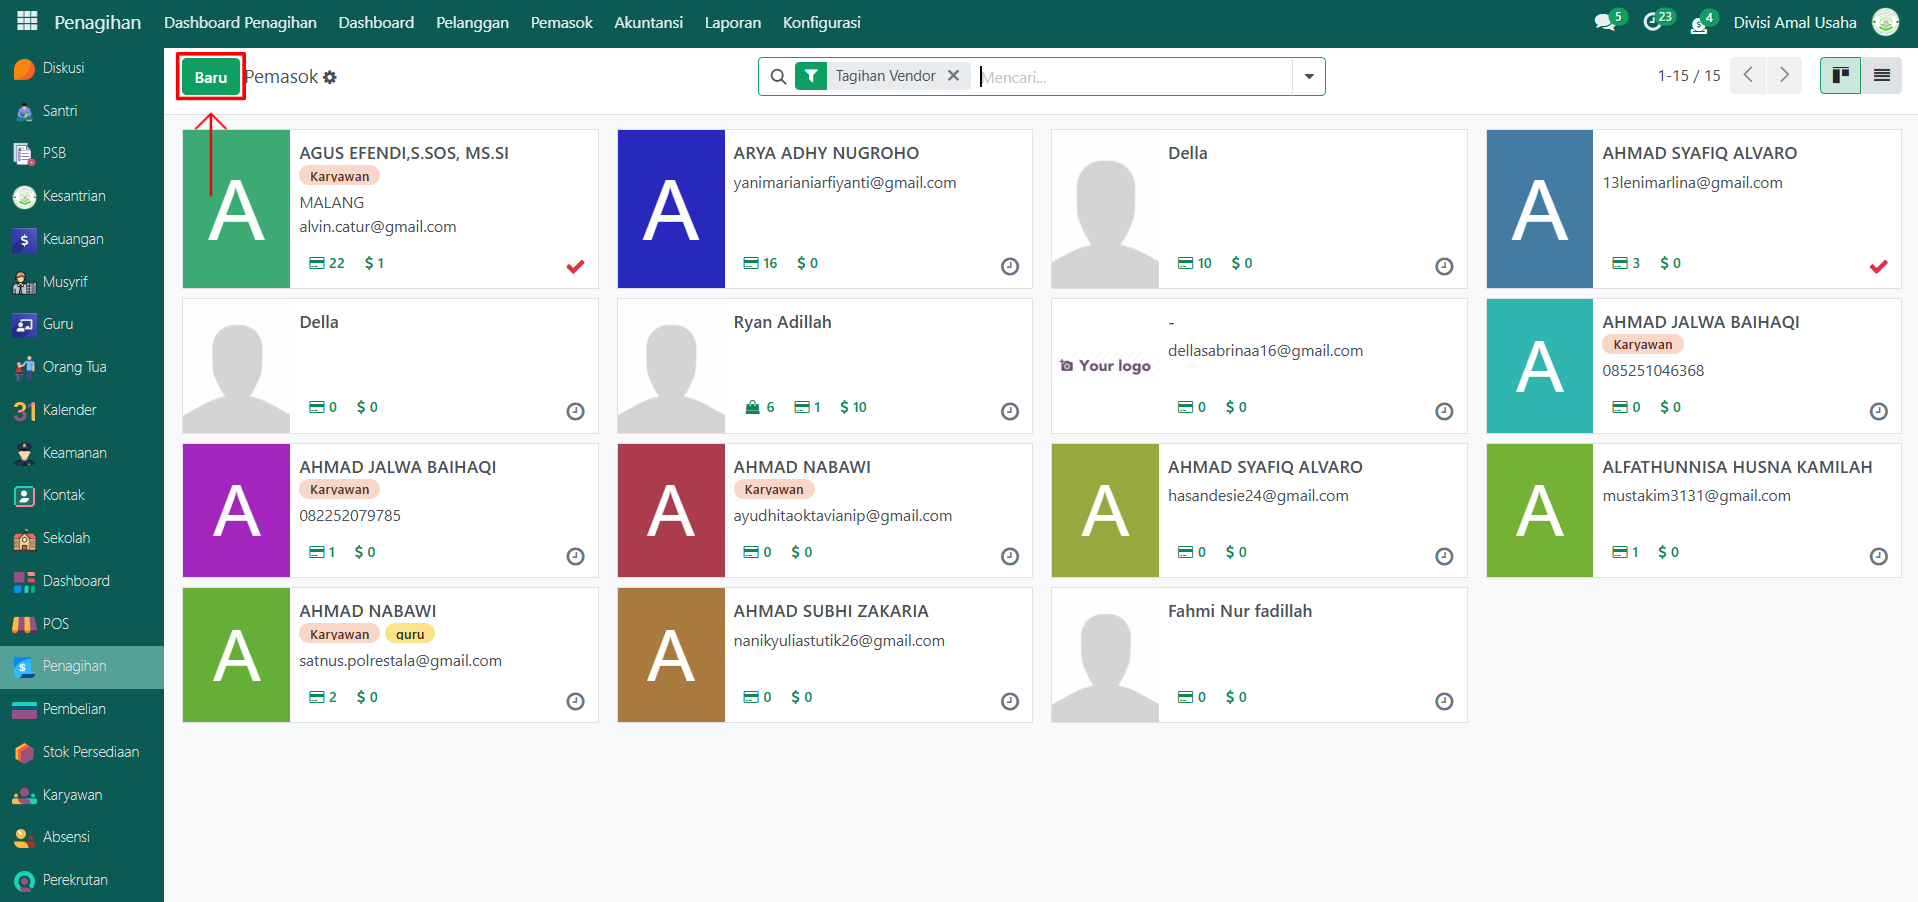 Penagihan
Dashboard Penagihan
Dashboard
Pelanggan
Pemasok
Akuntansi
Laporan
Konfigurasi
5
23
4
Divisi Amal Usaha
Diskusi
Santri
PSB
Kesantrian
Keuangan
Musyrif
Guru
Orang Tua
31
Kalender
Keamanan
Kontak
Sekolah
Dashboard
POS
Penagihan
Pembelian
Stok Persediaan
Karyawan
Absensi
Perekrutan
Baru
Pemasok
Tagihan Vendor
Mencari...
1-15 / 15
A
AGUS EFENDI,S.SOS, MS.SI
Karyawan
MALANG
alvin.catur@gmail.com
22 $ 1
A
ARYA ADHY NUGROHO
yanimarianiarfiyanti@gmail.com
16 $ 0
Della
10 $ 0
A
AHMAD SYAFIQ ALVARO
13lenimarlina@gmail.com
3 $ 0
Della
0 $ 0
Ryan Adillah
6 1 $ 10
Your logo
-
dellasabrinaa16@gmail.com
0 $ 0
A
AHMAD JALWA BAIHAQI
Karyawan
085251046368
0 $ 0
A
AHMAD JALWA BAIHAQI
Karyawan
082252079785
1 $ 0
A
AHMAD NABAWI
Karyawan
ayudhitaoktavianip@gmail.com
0 $ 0
A
AHMAD SYAFIQ ALVARO
hasandesie24@gmail.com
0 $ 0
A
ALFATHUNNISA HUSNA KAMILAH
mustakim3131@gmail.com
1 $ 0
A
AHMAD NABAWI
Karyawan guru
satnus.polrestala@gmail.com
2 $ 0
A
AHMAD SUBHI ZAKARIA
nanikyuliastutik26@gmail.com
0 $ 0
Fahmi Nur fadillah
0 $ 0